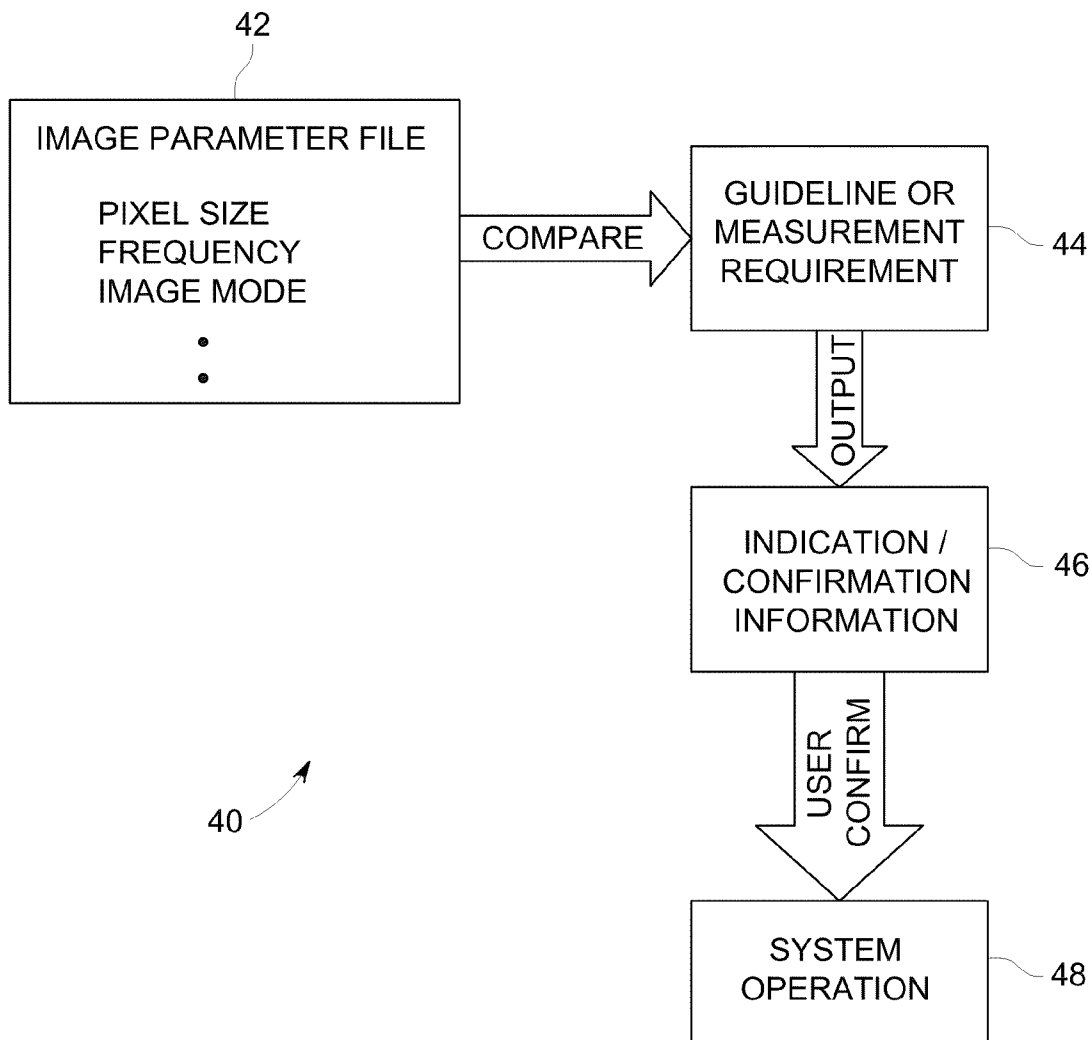 42
IMAGE PARAMETER FILE
PIXEL SIZE
FREQUENCY
IMAGE MODE
COMPARE
GUIDELINE OR
MEASUREMENT
REQUIREMENT
44
OUTPUT
INDICATION /
CONFIRMATION
INFORMATION
46
USER
CONFIRM
40
SYSTEM
OPERATION
48